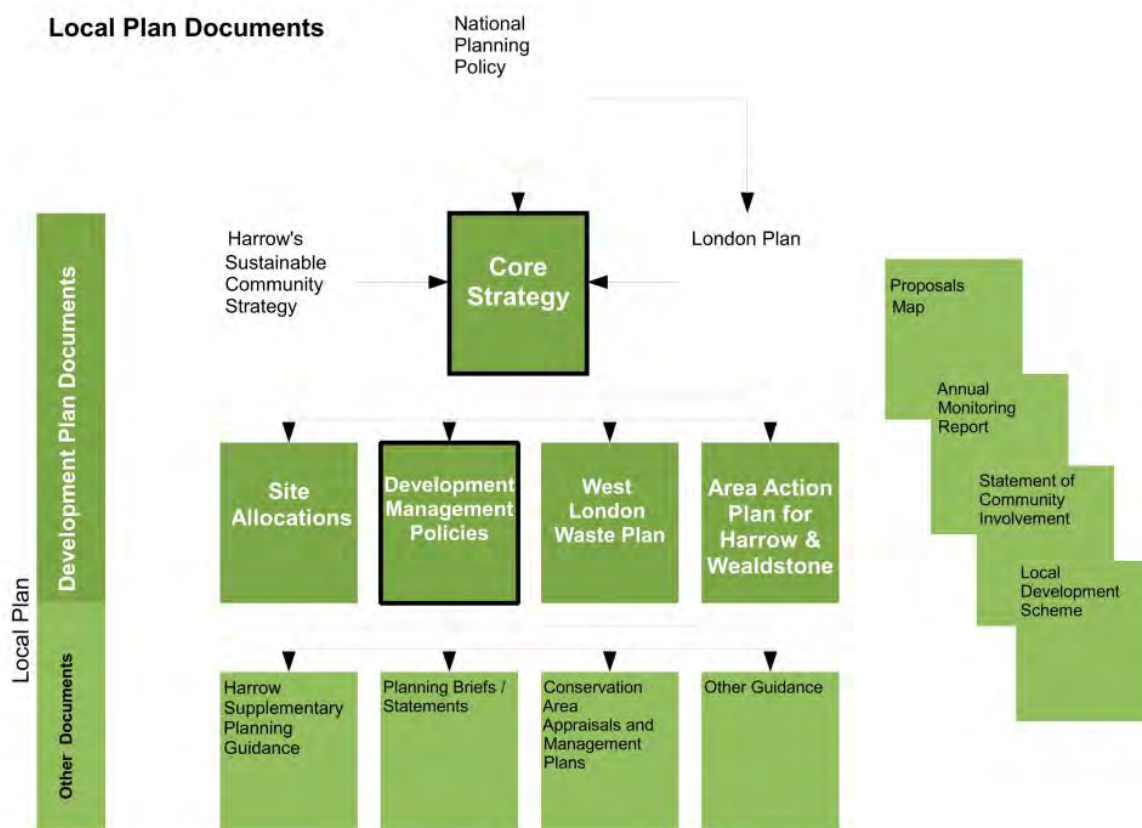 Local Plan Documents
National
Planning
Policy
Harrow's
Sustainable
Community
Strategy
Core
Strategy
London Plan
Proposals
Map
Annual
Monitoring
Report
Statement of
Community
Involvement
Local
Development
Scheme
Local Plan
Development Plan Documents
Site
Allocations
Development
Management
Policies
West
London
Waste Plan
Area Action
Plan for
Harrow &
Wealdstone
Other Documents
Harrow
Supplementary
Planning
Guidance
Planning Briefs /
Statements
Conservation
Area
Appraisals and
Management
Plans
Other Guidance